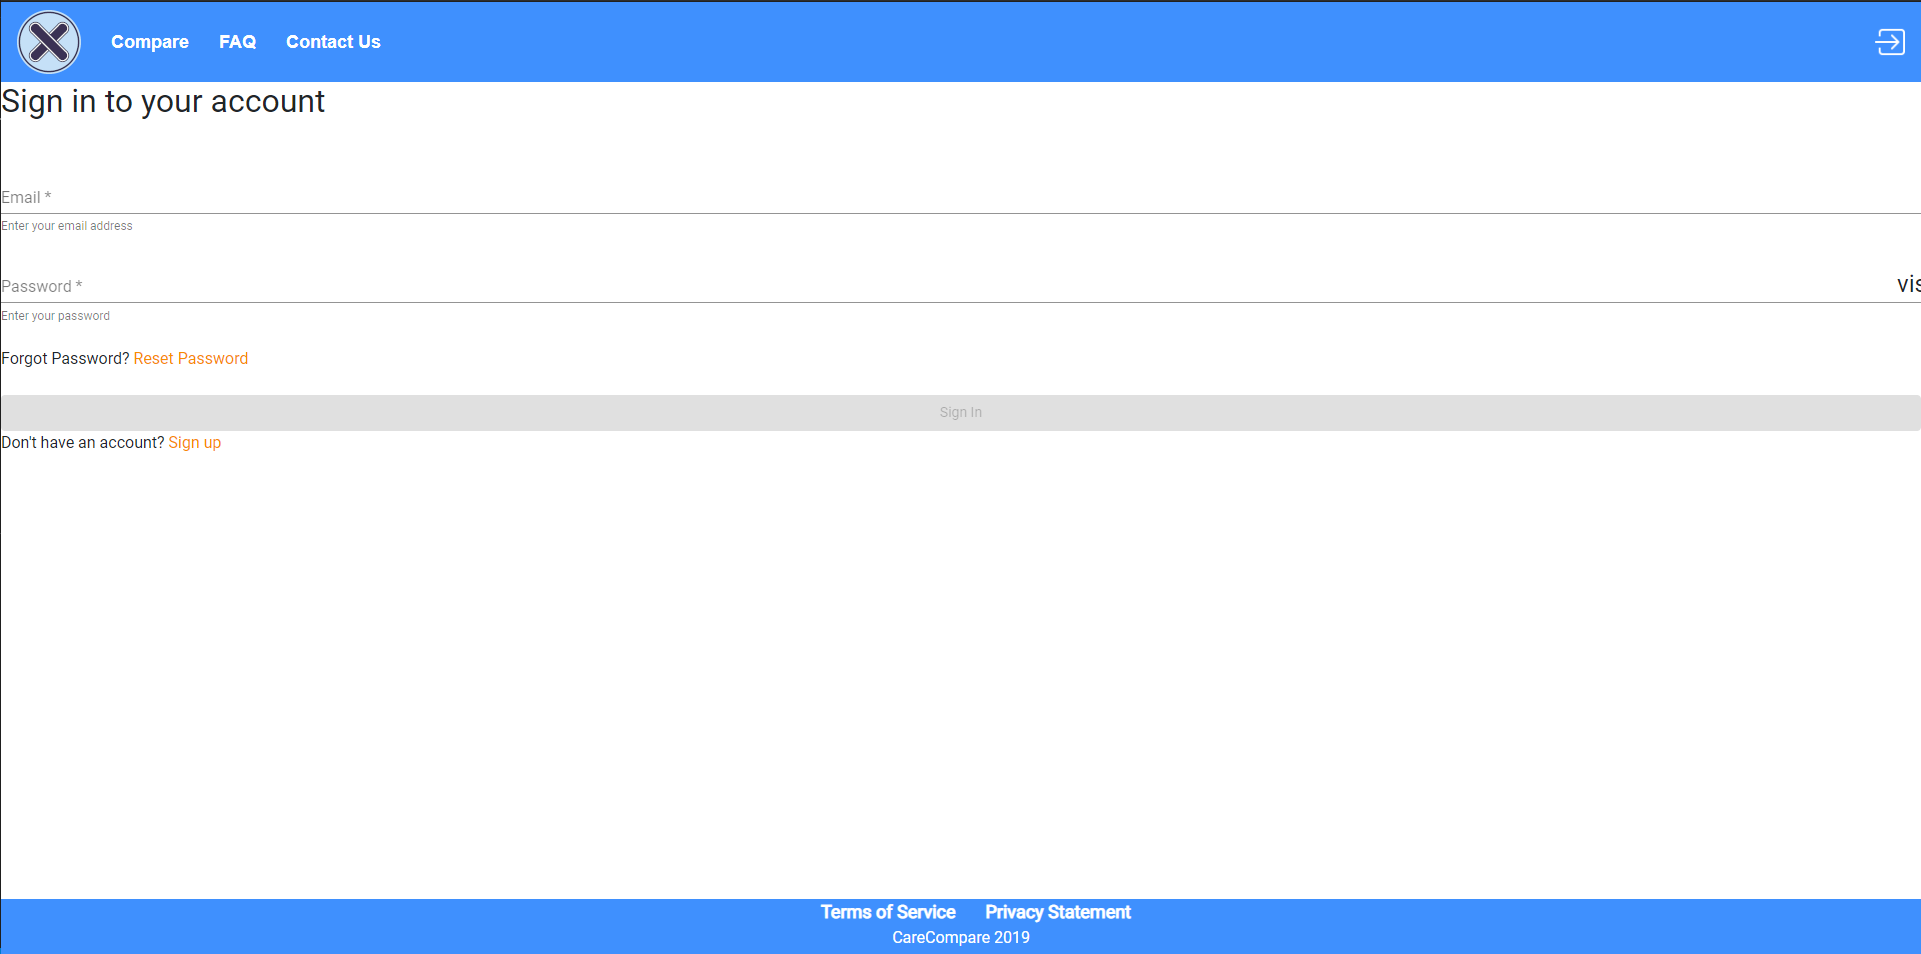 Compare FAQ Contact Us
Sign in to your account
Email *
Enter your email address
Password * vis
Enter your password
Forgot Password? Reset Password
Sign In
Don't have an account? Sign up
Terms of Service Privacy Statement
CareCompare 2019